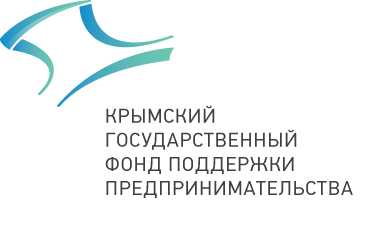 КРЫМСКИЙ
ГОСУДАРСТВЕННЫЙ
ФОНД ПОДДЕРЖКИ
ПРЕДПРИНИМАТЕЛЬСТВА